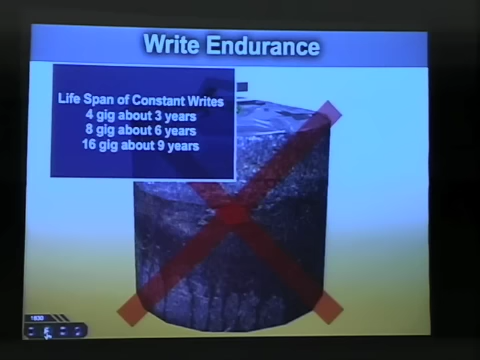 Write Endurance
Life Span of Constant Writes
4 gig about 3 years
8 gig about 6 years
16 gig about 9 years
1830